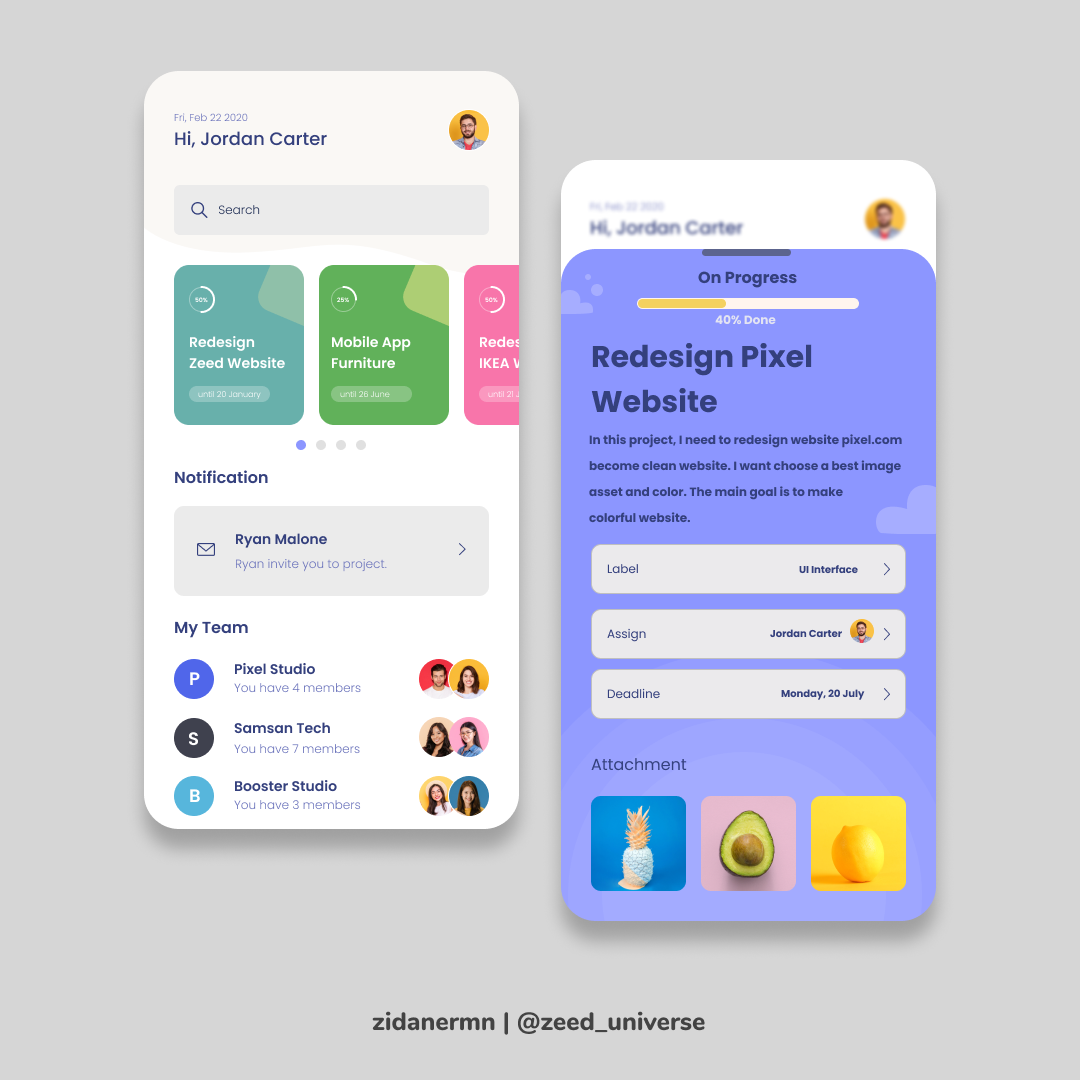 Fri, Feb 22 2020
Hi, Jordan Carter
Search
50%
Redesign
Zeed Website
until 20 January
25%
Mobile App
Furniture
until 26 June
50%
Redes
IKEA
until 21 J
Notification
Ryan Malone
Ryan invite you to project.
My Team
P
Pixel Studio
You have 4 members
S
Samsan Tech
You have 7 members
B
Booster Studio
You have 3 members
Fri, Feb 22 2020
Hi, Jordan Carter
On Progress
40% Done
Redesign Pixel
Website
In this project, I need to redesign website pixel.com
become clean website. I want choose a best image
asset and color. The main goal is to make
colorful website.
Label
UI Interface
Assign
Jordan Carter
Deadline
Monday, 20 July
Attachment
zidanermn | @zeed_universe